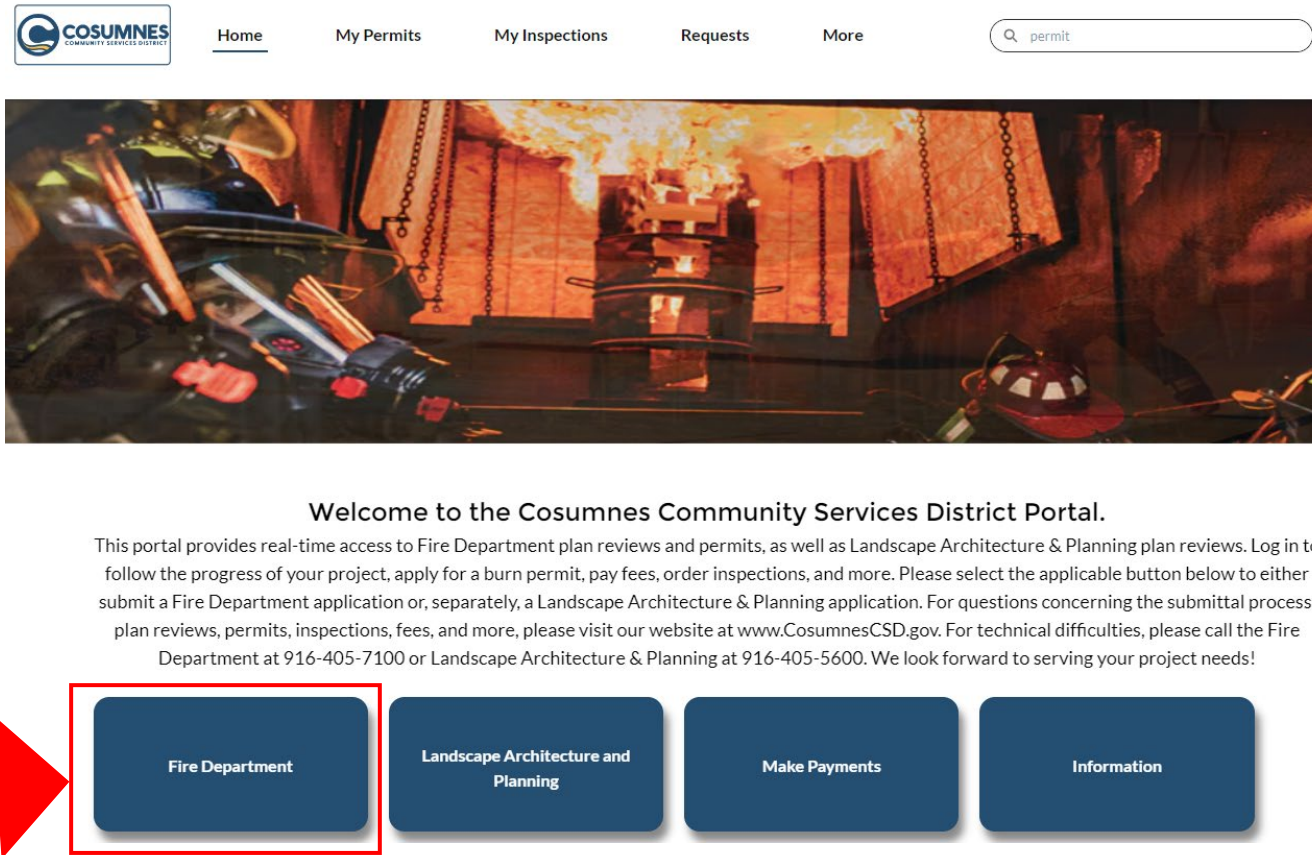 COSUMNES
COMMUNITY SERVICES DISTRICT
Home My Permits My Inspections Requests More permit
Welcome to the Cosumnes Community Services District Portal.
This portal provides real-time access to Fire Department plan reviews and permits, as well as Landscape Architecture & Planning plan reviews. Log in to
follow the progress of your project, apply for a burn permit, pay fees, order inspections, and more. Please select the applicable button below to either
submit a Fire Department application or, separately, a Landscape Architecture & Planning application. For questions concerning the submittal process
plan reviews, permits, inspections, fees, and more, please visit our website at www.CosumnesCSD.gov. For technical difficulties, please call the Fire
Department at 916-405-7100 or Landscape Architecture & Planning at 916-405-5600. We look forward to serving your project needs!
Fire Department
Landscape Architecture and
Planning
Make Payments
Information